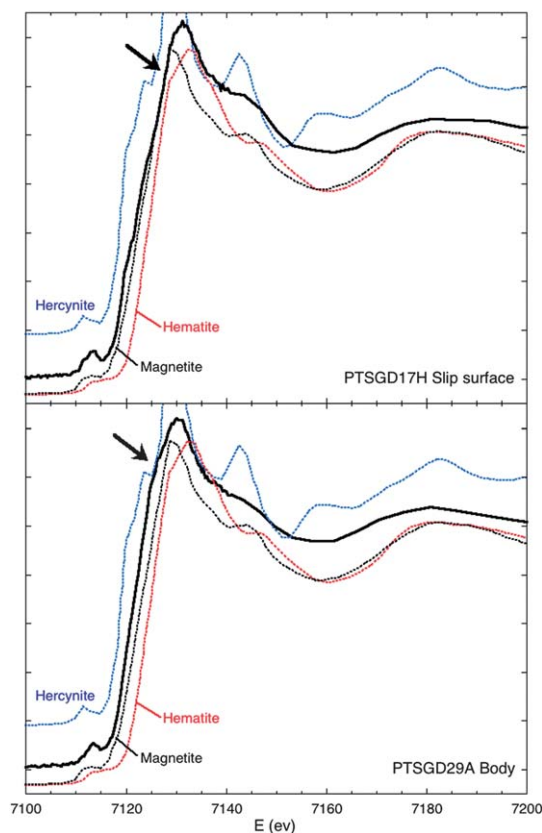 Hercynite
Hematite
Magnetite
PTSGD17H Slip surface
Hercynite
Hematite
Magnetite
PTSGD29A Body
7100 7120 7140 7160 7180 7200
E (ev)